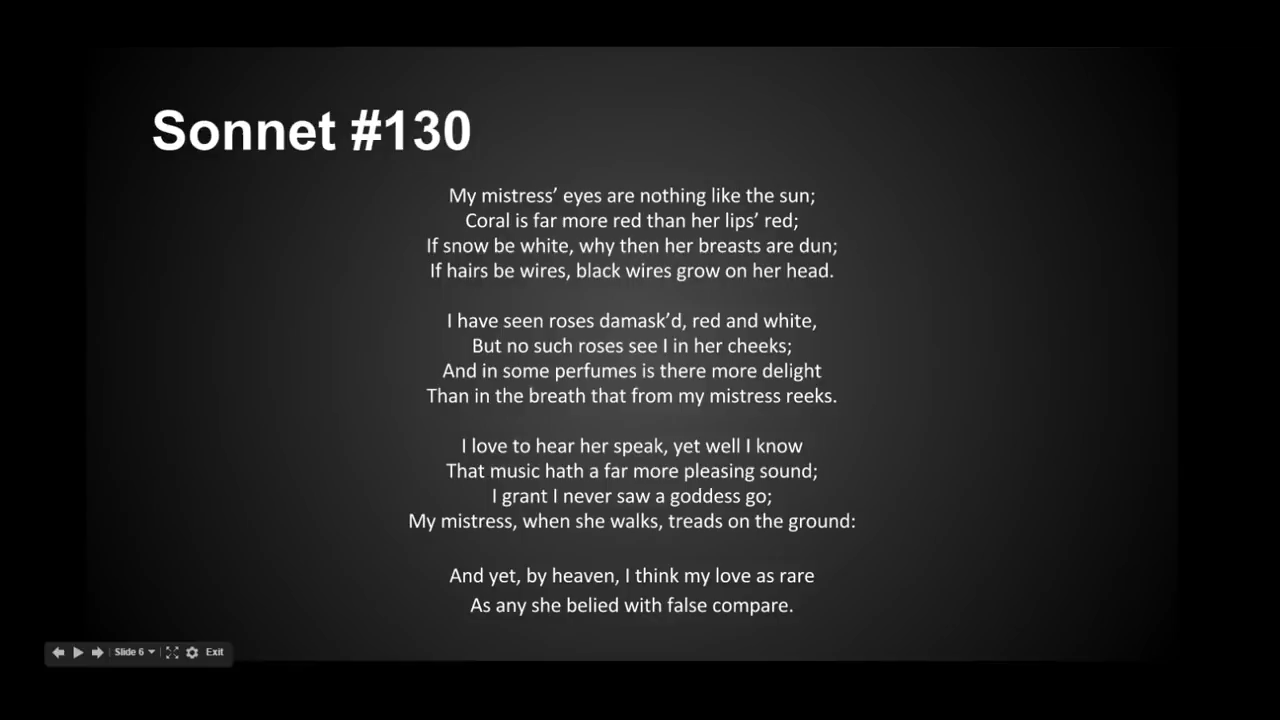 Sonnet #130
My mistress’ eyes are nothing like the sun;
Coral is far more red than her lips’ red;
If snow be white, why then her breasts are dun;
If hairs be wires, black wires grow on her head.
I have seen roses damask’d, red and white,
But no such roses see I in her cheeks;
And in some perfumes is there more delight
Than in the breath that from my mistress reeks.
I love to hear her speak, yet well I know
That music hath a far more pleasing sound;
I grant I never saw a goddess go;
My mistress, when she walks, treads on the ground:
And yet, by heaven, I think my love as rare
As any she belied with false compare.
Slide 6 Exit